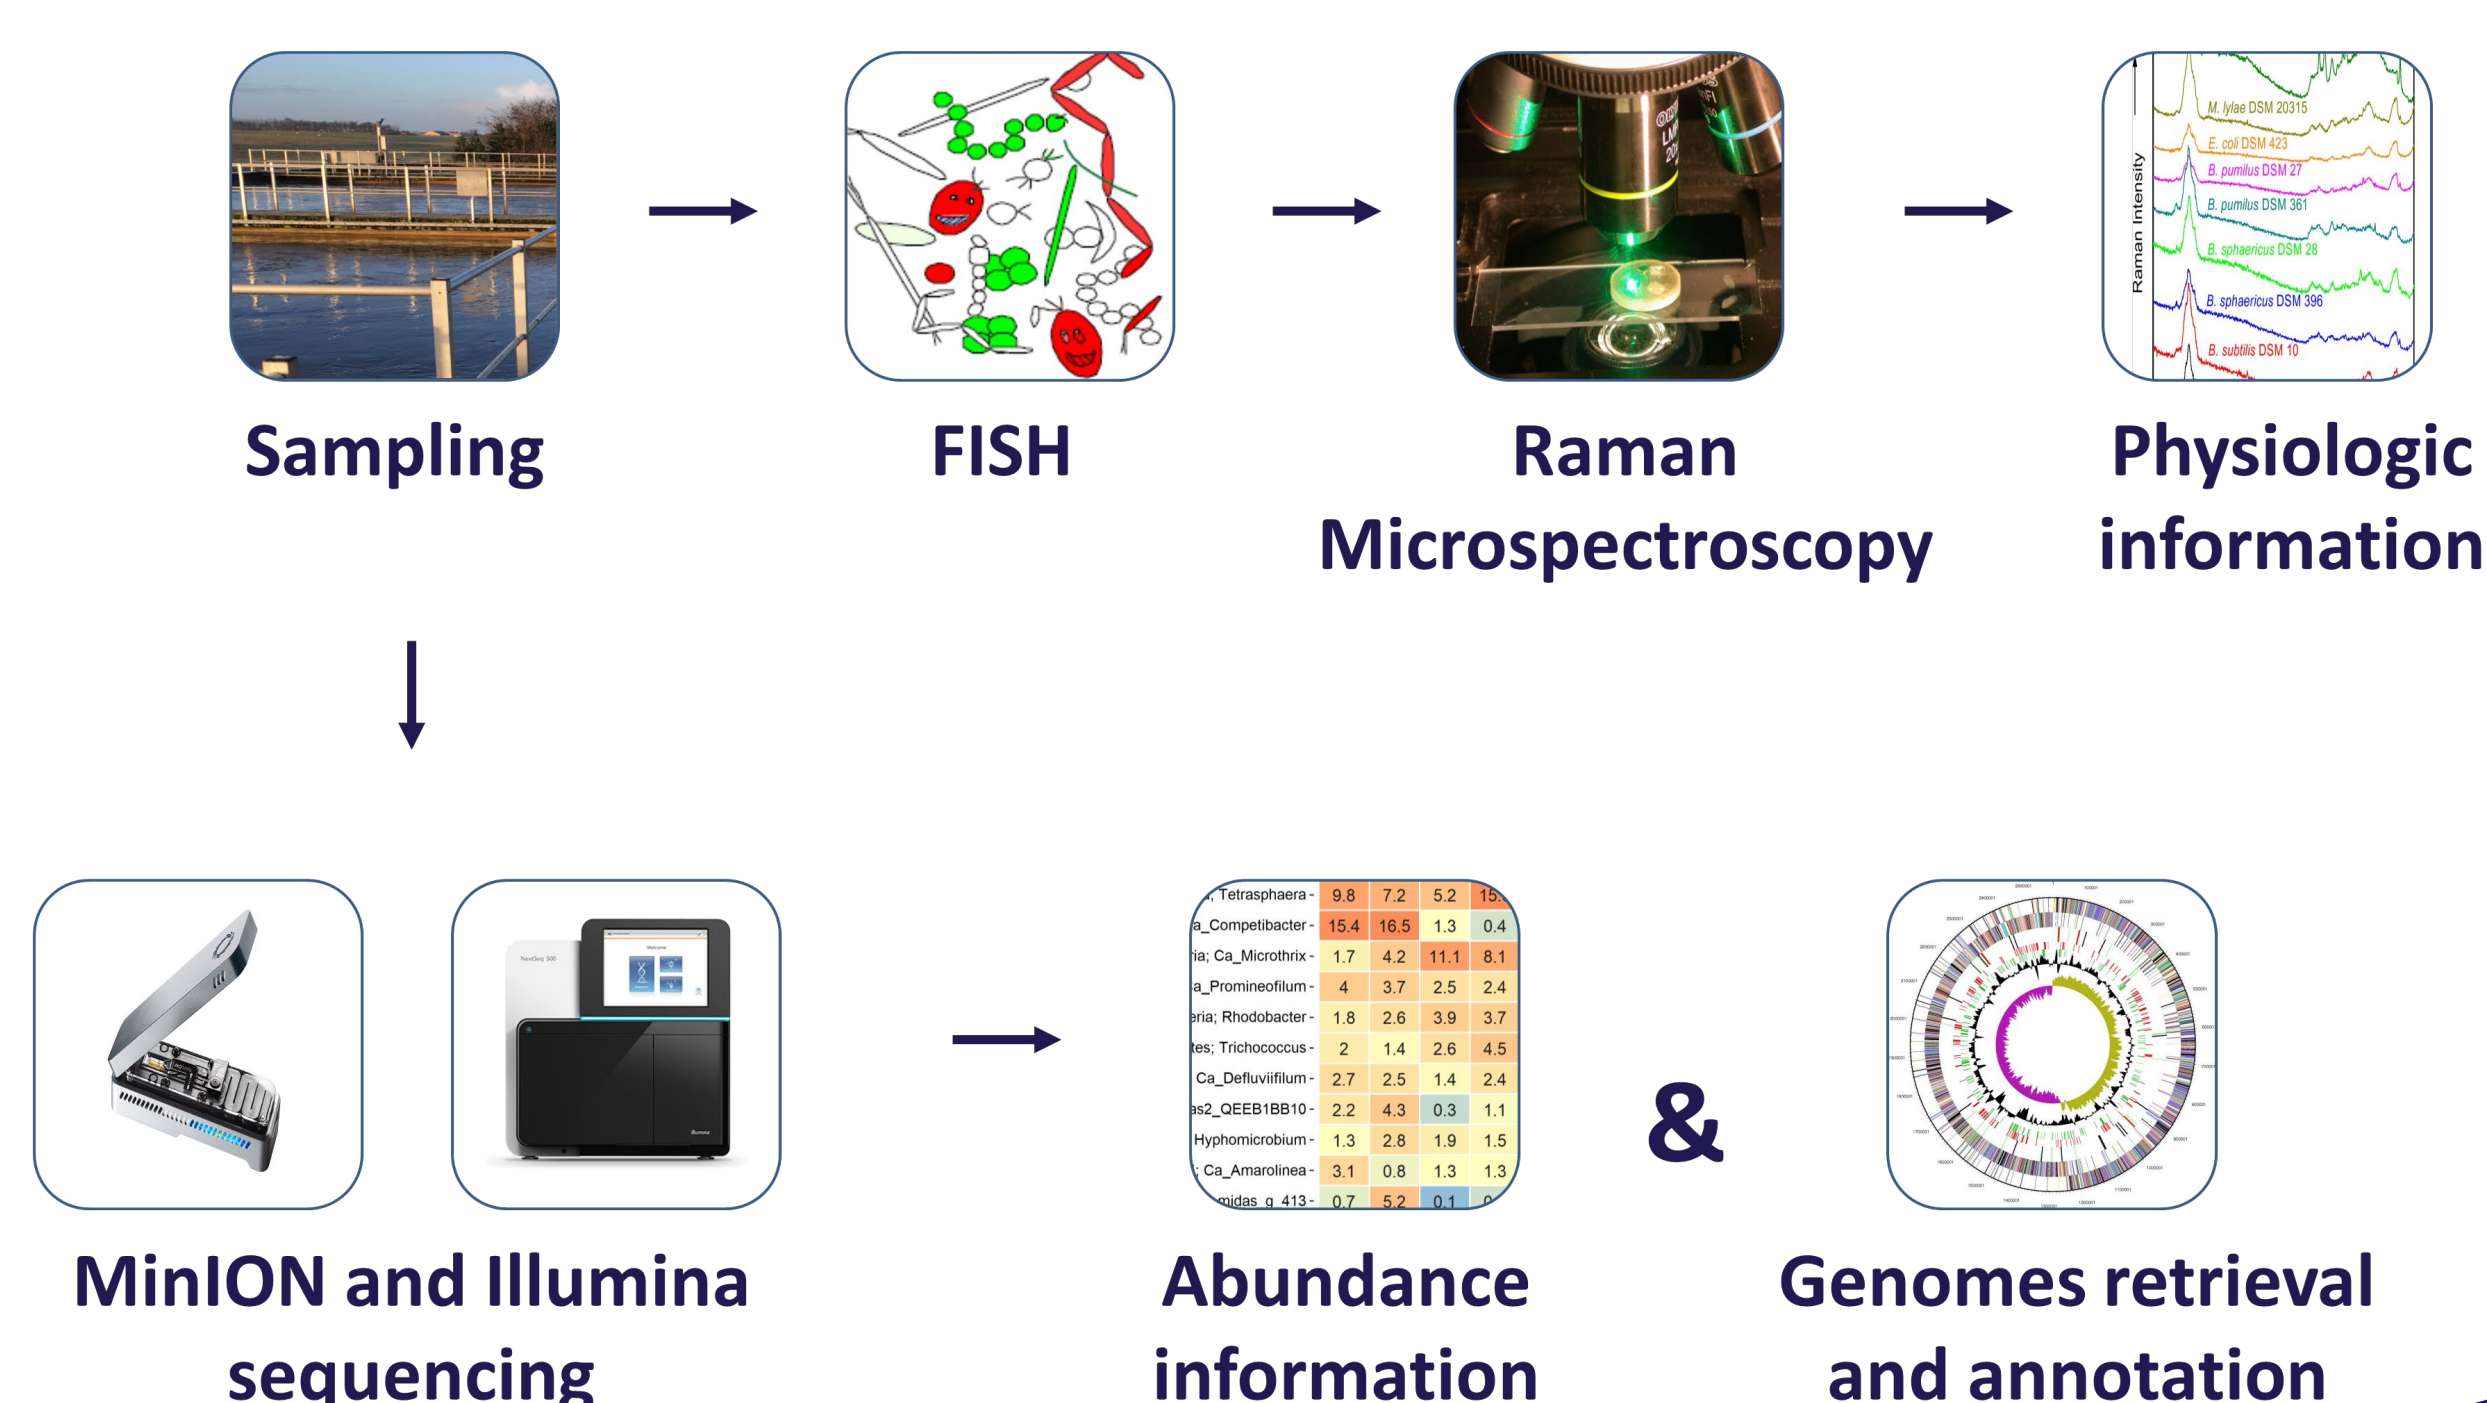 Raman Intensity
M. lylae DSM 20315
E. coli DSM 423
B. pumilus DSM 27
B. pumilus DSM 361
B. sphaericus DSM 28
B. sphaericus DSM 396
B. subtilis DSM 10
Sampling
FISH
Raman
Microspectroscopy
Physiologic
information
NextSeq 500
Welcome
illumina
Tetrasphaera - 9.8 7.2 5.2 15.
a_Competibacter - 15.4 16.5 1.3 0.4
ia; Ca_Microthrix - 1.7 4.2 11.1 8.1
a_Promineofilum - 4 3.7 2.5 2.4
eria; Rhodobacter - 1.8 2.6 3.9 3.7
tes; Trichococcus - 2 1.4 2.6 4.5
Ca_Defluviifilum - 2.7 2.5 1.4 2.4
as2_QEEB1BB10 - 2.2 4.3 0.3 1.1
Hyphomicrobium - 1.3 2.8 1.9 1.5
; Ca_Amarolinea - 3.1 0.8 1.3 1.3
midas_g_413 - 0.7 5.2 0.1
&
MinION and Illumina
sequencing
Abundance
information
Genomes retrieval
and annotation